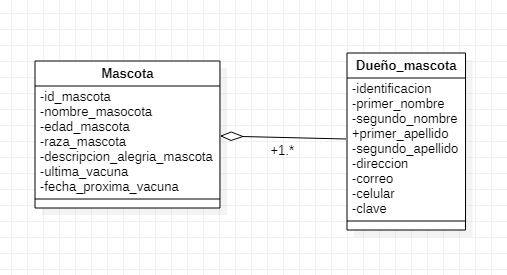 Mascota
-id_mascota
-nombre_masocota
-edad_mascota
-raza_mascota
-descripcion_alegria_mascota
-ultima_vacuna
-fecha_proxima_vacuna
+1.*
Dueño_mascota
-identificacion
-primer_nombre
-segundo_nombre
+primer_apellido
-segundo_apellido
-direccion
-correo
-celular
-clave